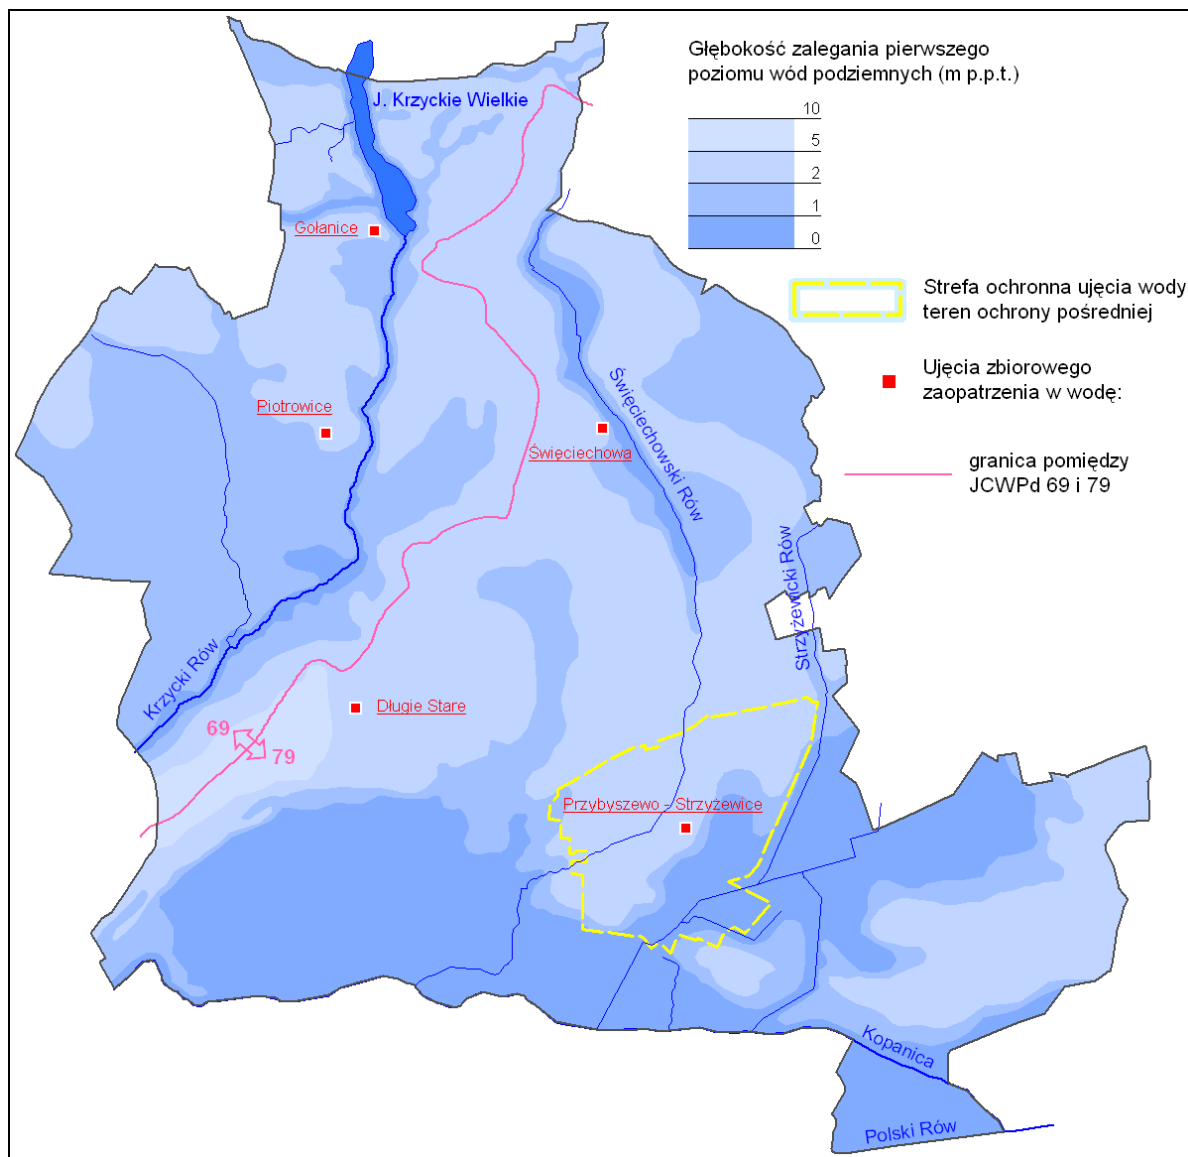 Głębokość zalegania pierwszego
poziomu wód podziemnych (m p.p.t.)
10
5
2
1
0
Strefa ochronna ujęcia wody
teren ochrony pośredniej
Ujęcia zbiorowego
zaopatrzenia w wodę:
granica pomiędzy
JCWPd 69 i 79
J. Krzyckie Wielkie
Gołanice
Piotrowice
Święciechowa
Święciechowski Rów
Strzyżewicki Rów
Krzycki Rów
Długie Stare
69
79
Przybyszewo - Strzyżewice
Kopanica
Polski Rów